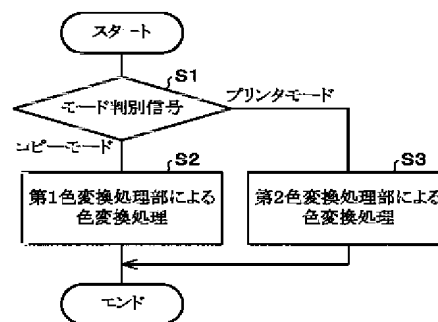 スタート
S1
モード判別信号
プリンタモード
コピーモード
S2
第1色変換処理部による
色変換処理
S3
第2色変換処理部による
色変換処理
エンド